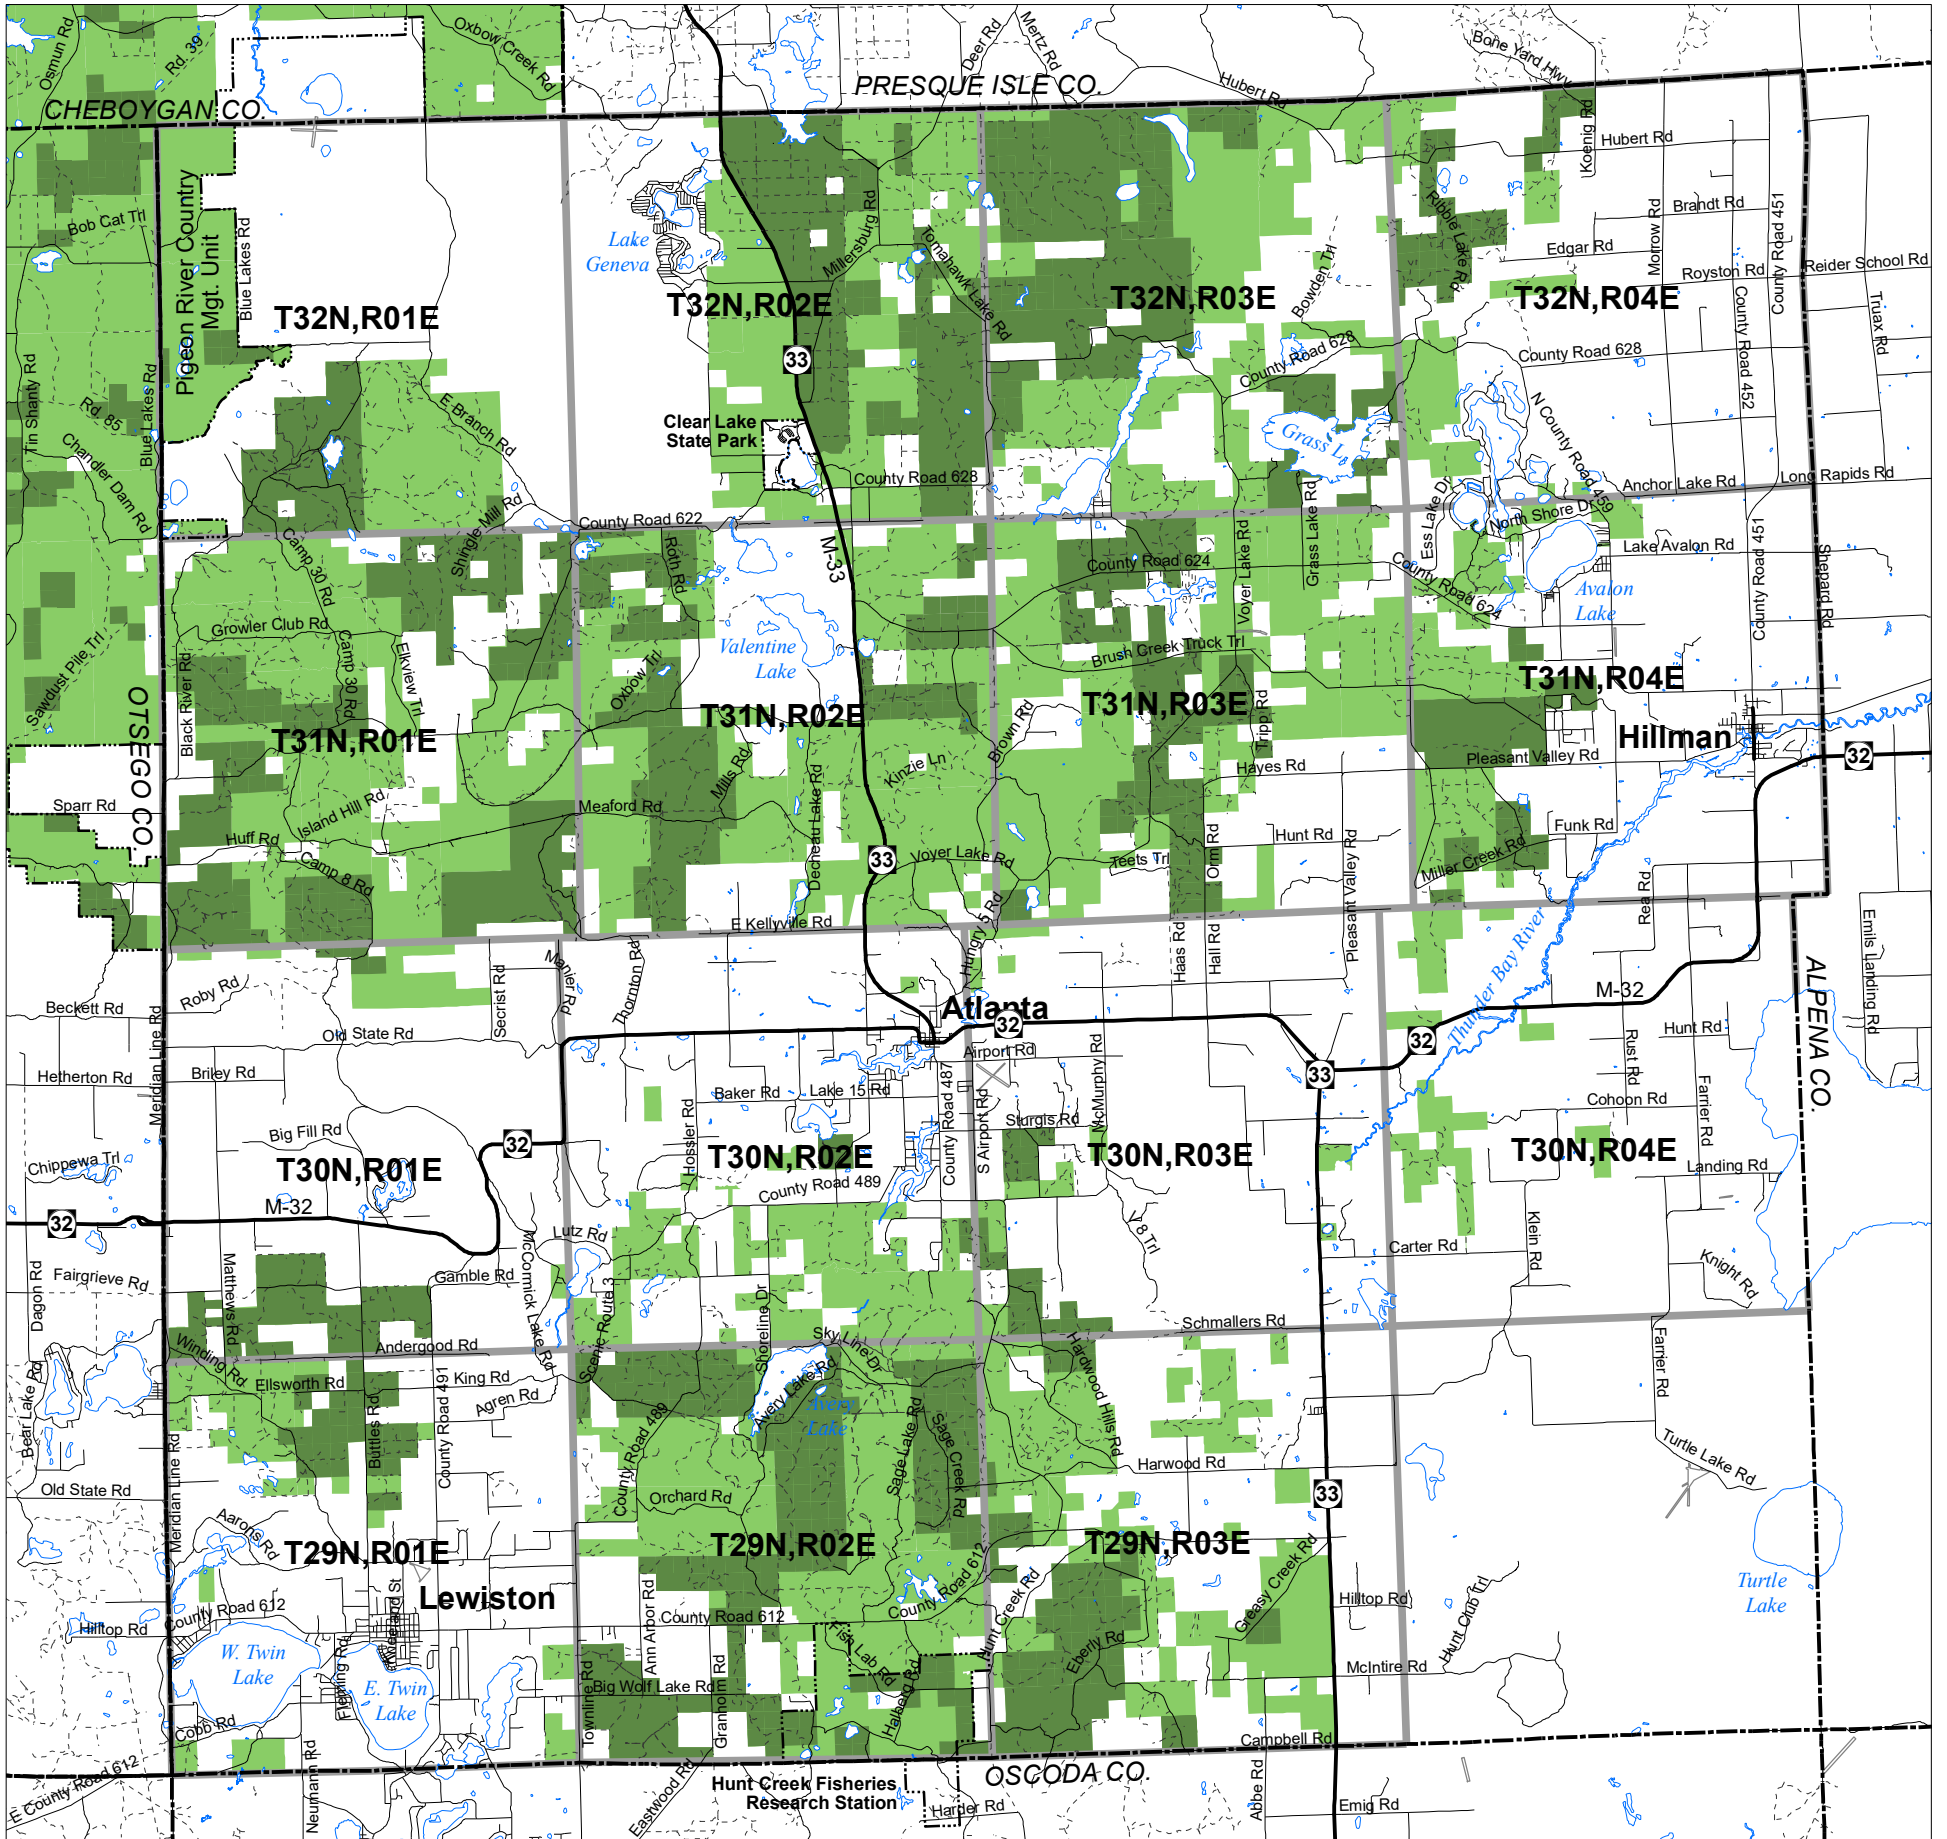 Osmun Rd
Rd. 39
Oxbow Creek Rd
Deer Rd
Mertz Rd
Bone Yard Hwy
CHEBOYGAN CO.
PRESQUE ISLE CO.
Hubert Rd
Koenig Rd
Hubert Rd
Bob Cat Trl
Pigeon River Country
Mgt. Unit
Blue Lakes Rd
Lake
Geneva
Millersburg Rd
Tomahawk Lake Rd
Bowden Trl
Ribble Lake Rd
Brandt Rd
Edgar Rd
Morrow Rd
Royston Rd
County Road 451
Reider School Rd
Truax Rd
T32N,R01E
T32N,R02E
T32N,R03E
T32N,R04E
33
County Road 628
County Road 628
County Road 452
Tin Shanty Rd
Rd. 85
Chandler Dam Rd
Blue Lakes Rd
E Branch Rd
Clear Lake
State Park
County Road 628
Grass L.
N County Road 459
Anchor Lake Rd
Long Rapids Rd
Shingle Mill Rd
County Road 622
M-33
Roth Rd
Camp 30 Rd
County Road 624
Voyer Lake Rd
Grass Lake Rd
Ess Lake Dr
North Shore Dr
Lake Avalon Rd
County Road 624
Avalon
Lake
County Road 451
Shepard Rd
Growler Club Rd
Camp 30 Rd
Elkview Trl
Sawdust Pile Trl
Black River Rd
OTSEGO CO.
Oxbow Trl
Valentine
Lake
Brush Creek Truck Trl
T31N,R01E
T31N,R02E
T31N,R03E
T31N,R04E
Hillman
32
Tripp Rd
Brown Rd
Kinzie Ln
Mills Rd
Decheau Lake Rd
Hayes Rd
Pleasant Valley Rd
Sparr Rd
Island Hill Rd
Meaford Rd
Huff Rd
Camp 8 Rd
33
Voyer Lake Rd
Teets Trl
Orm Rd
Hunt Rd
Pleasant Valley Rd
Funk Rd
Miller Creek Rd
Rea Rd
E Kellyville Rd
Hungry 5 Rd
Haas Rd
Hall Rd
Thunder Bay River
Emils Landing Rd
Beckett Rd
Roby Rd
Secrist Rd
Manier Rd
Thornton Rd
Atlanta
32
M-32
ALPENA CO.
Old State Rd
Meridian Line Rd
Airport Rd
McMurphy Rd
33
32
Rust Rd
Hunt Rd
Hetherton Rd
Briley Rd
Baker Rd
Lake 15 Rd
County Road 487
S Airport Rd
Sturgis Rd
Cohoon Rd
Farrier Rd
Big Fill Rd
32
Hossler Rd
Chippewa Trl
T30N,R01E
T30N,R02E
T30N,R03E
T30N,R04E
Landing Rd
County Road 489
32
M-32
Lutz Rd
V 8 Trl
Klein Rd
Carter Rd
Knight Rd
Dagon Rd
Fairgrieve Rd
Matthews Rd
Gamble Rd
McCormick Lake Rd
Scenic Route 3
Shoreline Dr
Schmallers Rd
Andergood Rd
Winding Rd
Ellsworth Rd
King Rd
Agren Rd
Sky Line Dr
Avery Lake Rd
Avery
Lake
Hardwood Hills Rd
Farrier Rd
Bear Lake Rd
Buttles Rd
County Road 491
County Road 489
Sage Lake Rd
Sage Creek Rd
Harwood Rd
Turtle Lake Rd
Old State Rd
Meridian Line Rd
Orchard Rd
33
Aarons Rd
T29N,R01E
T29N,R02E
T29N,R03E
Lewiston
Kneeland St
Ann Arbor Rd
County Road 612
County Road 612
County Road 612
Hunt Creek Rd
Greasy Creek Rd
Hilltop Rd
Hunt Club Trl
Turtle
Lake
Hilltop Rd
W. Twin
Lake
Fleming Rd
E. Twin
Lake
Fish Lab Rd
Eberly Rd
McIntire Rd
Townline Rd
Big Wolf Lake Rd
Granholm Rd
Halberg Rd
Cobb Rd
Campbell Rd
E County Road 612
Neumann Rd
Eastwood Rd
Hunt Creek Fisheries
Research Station
OSCODA CO.
Harder Rd
Abbe Rd
Emig Rd